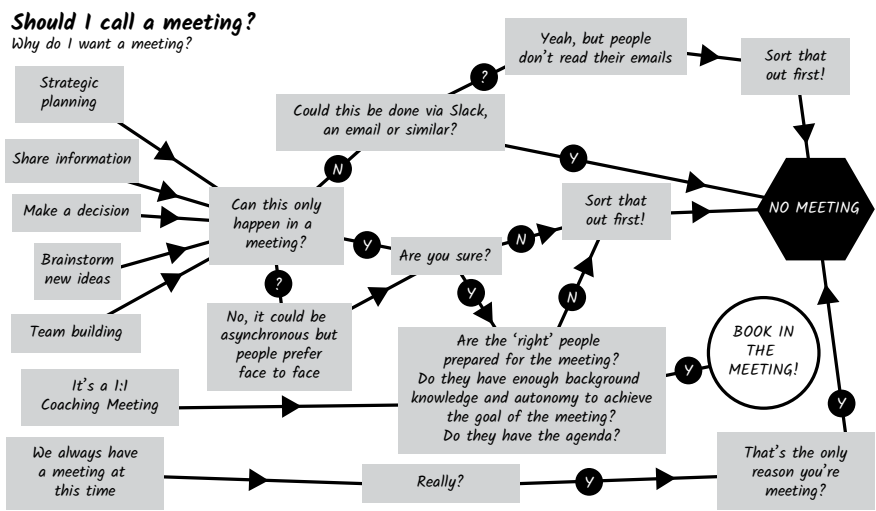 Should I call a meeting?
Why do I want a meeting?
Strategic
planning
Share information
Make a decision
Brainstorm
new ideas
Team building
It's a 1:1
Coaching Meeting
We always have
a meeting at
this time
Can this only
happen in a
meeting?
N
Could this be done via Slack,
an email or similar?
?
Yeah, but people
don't read their emails
Sort that
out first!
Y
NO MEETING
Y
Are you sure?
N
Sort that
out first!
?
No, it could be
asynchronous but
people prefer
face to face
Y
N
Are the 'right' people
prepared for the meeting?
Do they have enough background
knowledge and autonomy to achieve
the goal of the meeting?
Do they have the agenda?
Y
BOOK IN
THE
MEETING!
Really?
Y
That's the only
reason you're
meeting?
Y